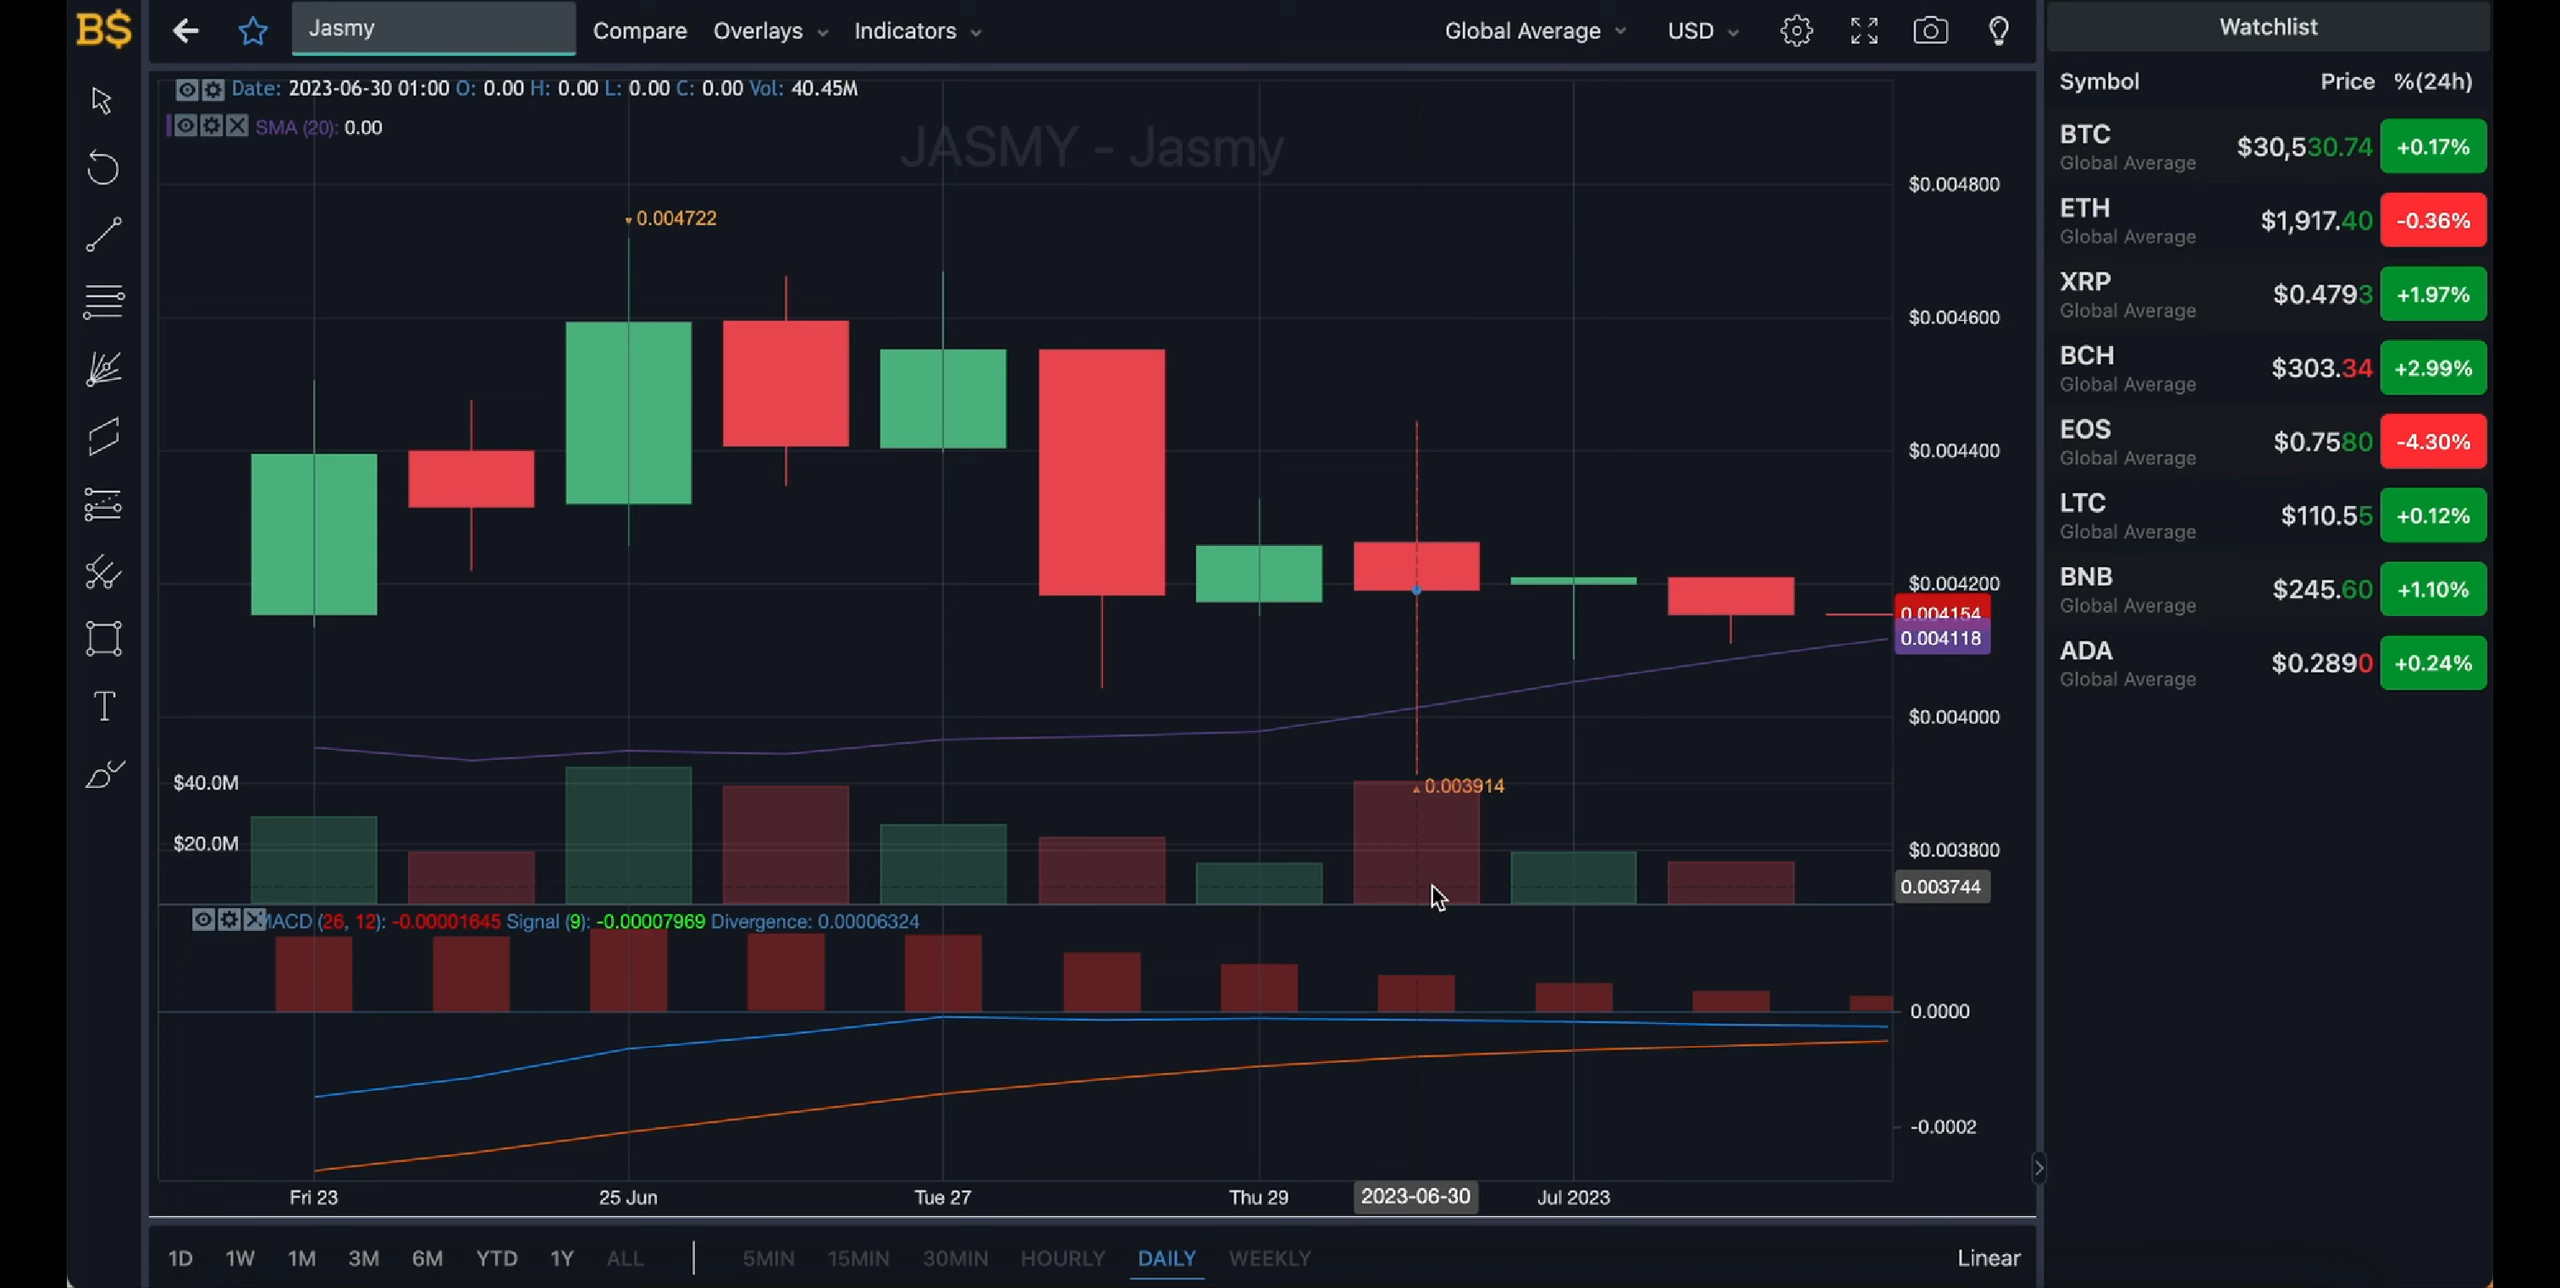 B$
Jasmy
Compare
Overlays
Indicators
Global Average
USD
Watchlist
Date: 2023-06-30 01:00 O: 0.00 H: 0.00 L: 0.00 C: 0.00 Vol: 40.45M
SMA (20): 0.00
JASMY - Jasmy
0.004722
0.003914
$0.004800
$0.004600
$0.004400
$0.004200
0.004154
0.004118
$0.004000
$0.003800
0.003744
$40.0M
$20.0M
MACD (26, 12): -0.00001645 Signal (9): -0.00007969 Divergence: 0.00006324
0.0000
-0.0002
Fri 23
25 Jun
Tue 27
Thu 29
2023-06-30
Jul 2023
1D 1W 1M 3M 6M YTD 1Y ALL
5MIN 15MIN 30MIN HOURLY DAILY WEEKLY
Linear
Symbol Price %(24h)
BTC $30,530.74 +0.17%
Global Average
ETH $1,917.40 -0.36%
Global Average
XRP $0.4793 +1.97%
Global Average
BCH $303.34 +2.99%
Global Average
EOS $0.7580 -4.30%
Global Average
LTC $110.55 +0.12%
Global Average
BNB $245.60 +1.10%
Global Average
ADA $0.2890 +0.24%
Global Average